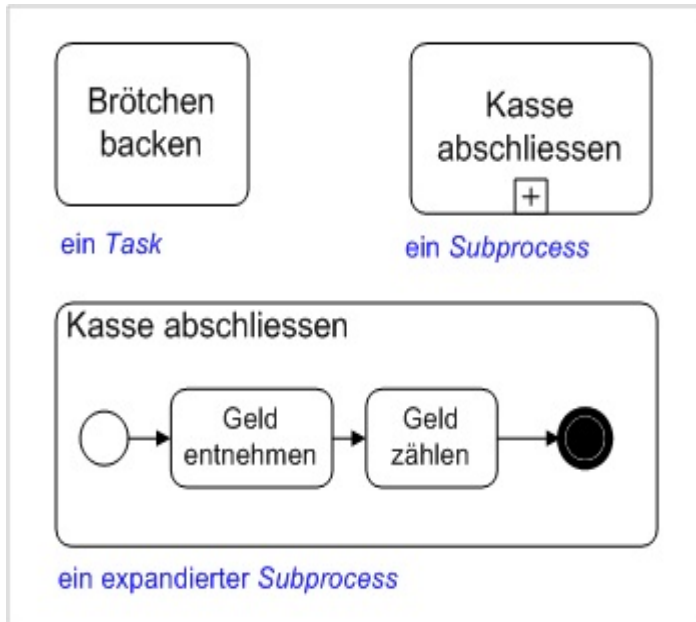 Brötchen
backen
Kasse
abschliessen
+
ein Task
ein Subprocess
Kasse abschliessen
Geld
entnehmen
Geld
zählen
ein expandierter Subprocess